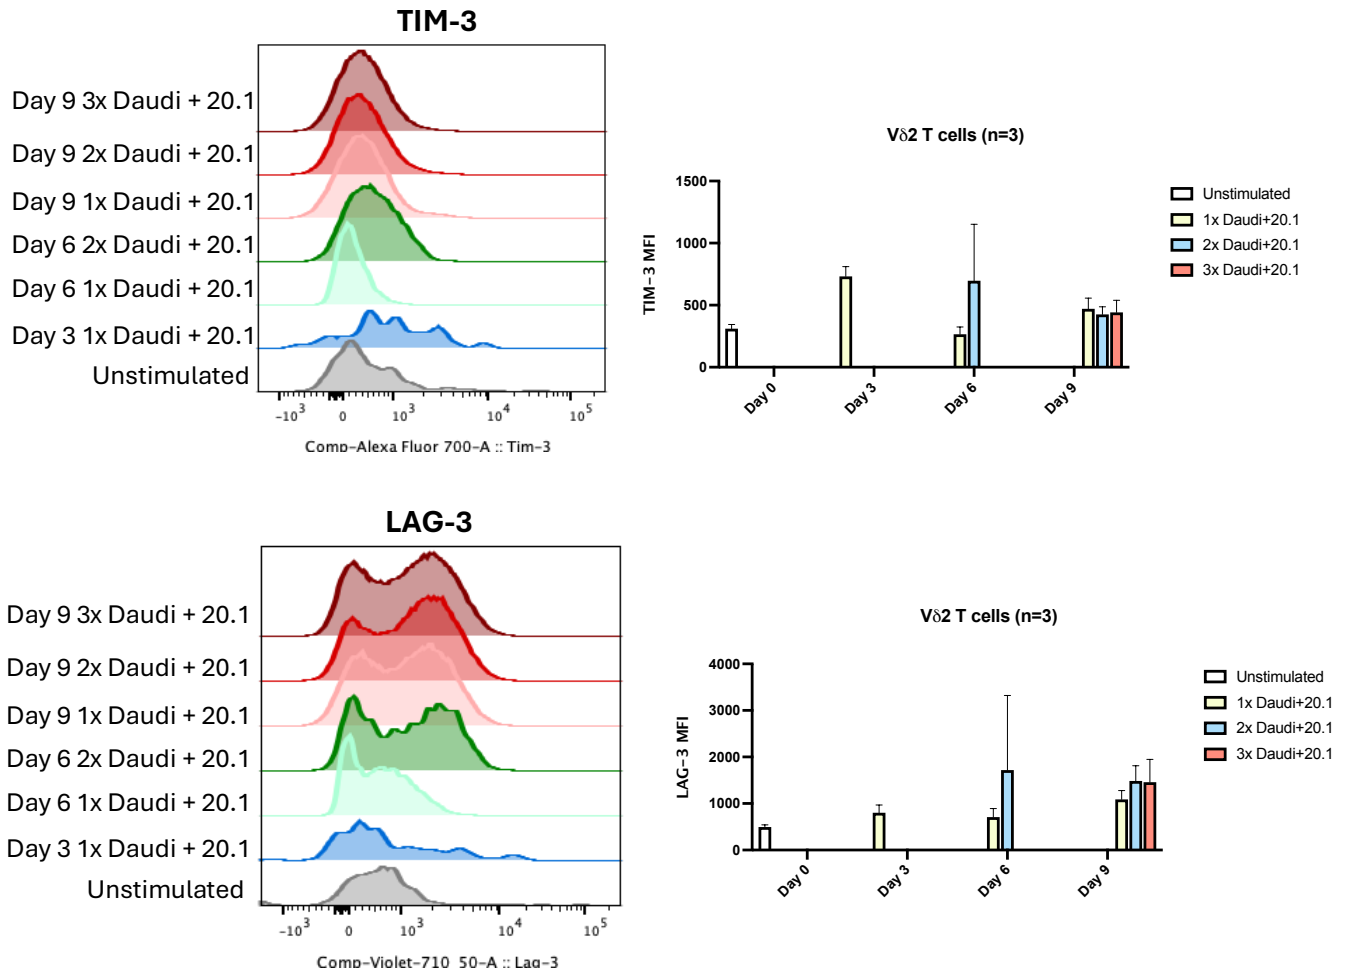 TIM-3
Day 9 3x Daudi + 20.1
Day 9 2x Daudi + 20.1
Day 9 1x Daudi + 20.1
Day 6 2x Daudi + 20.1
Day 6 1x Daudi + 20.1
Day 3 1x Daudi + 20.1
Unstimulated
-10³ 0 10³ 10⁴ 10⁵
Comp-Alexa Fluor 700-A :: Tim-3
Vδ2 T cells (n=3)
TIM-3 MFI
1500
1000
500
0
Day 0 Day 3 Day 6 Day 9
Unstimulated
1x Daudi+20.1
2x Daudi+20.1
3x Daudi+20.1
LAG-3
Day 9 3x Daudi + 20.1
Day 9 2x Daudi + 20.1
Day 9 1x Daudi + 20.1
Day 6 2x Daudi + 20.1
Day 6 1x Daudi + 20.1
Day 3 1x Daudi + 20.1
Unstimulated
-10³ 0 10³ 10⁴ 10⁵
Comp-Violet-710_50-A :: Lag-3
Vδ2 T cells (n=3)
LAG-3 MFI
4000
3000
2000
1000
0
Day 0 Day 3 Day 6 Day 9
Unstimulated
1x Daudi+20.1
2x Daudi+20.1
3x Daudi+20.1